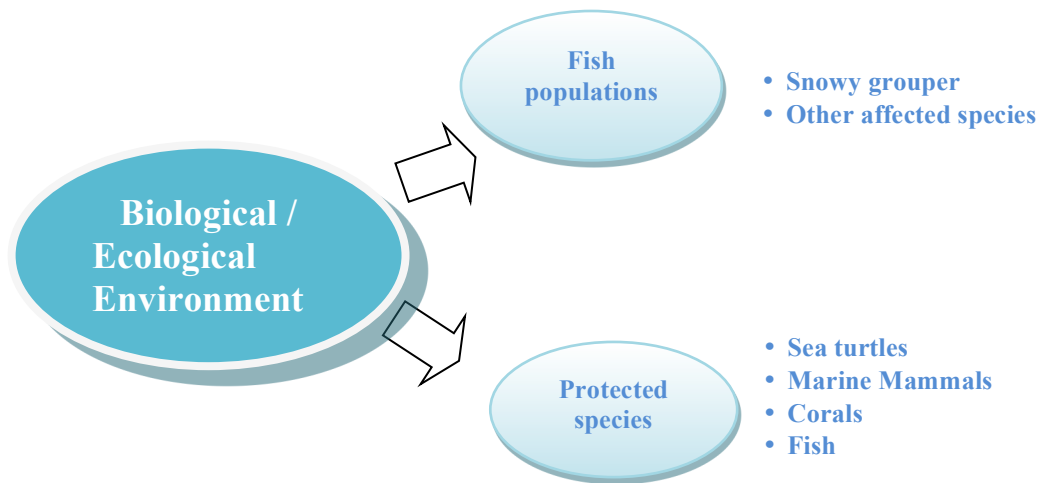 Biological /
Ecological
Environment
Fish
populations
• Snowy grouper
• Other affected species
Protected
species
• Sea turtles
• Marine Mammals
• Corals
• Fish